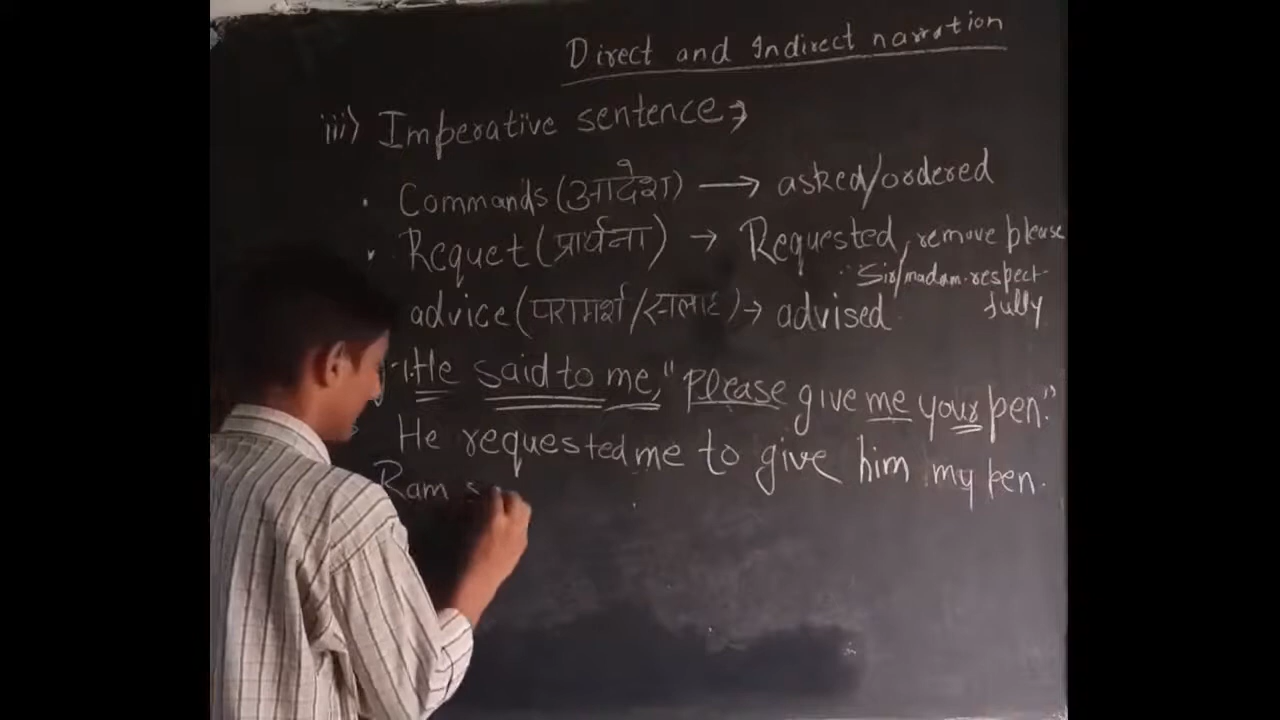 Direct and Indirect narration
iii) Imperative sentence →
• Commands (आदेश) → asked/ordered
• Requet (प्रार्थना) → Requested, remove please
Sir/madam-respect-
fully
advice (परामर्श/सलाह) → advised
1. He said to me, "Please give me your pen."
He requested me to give him my pen.
Ram s